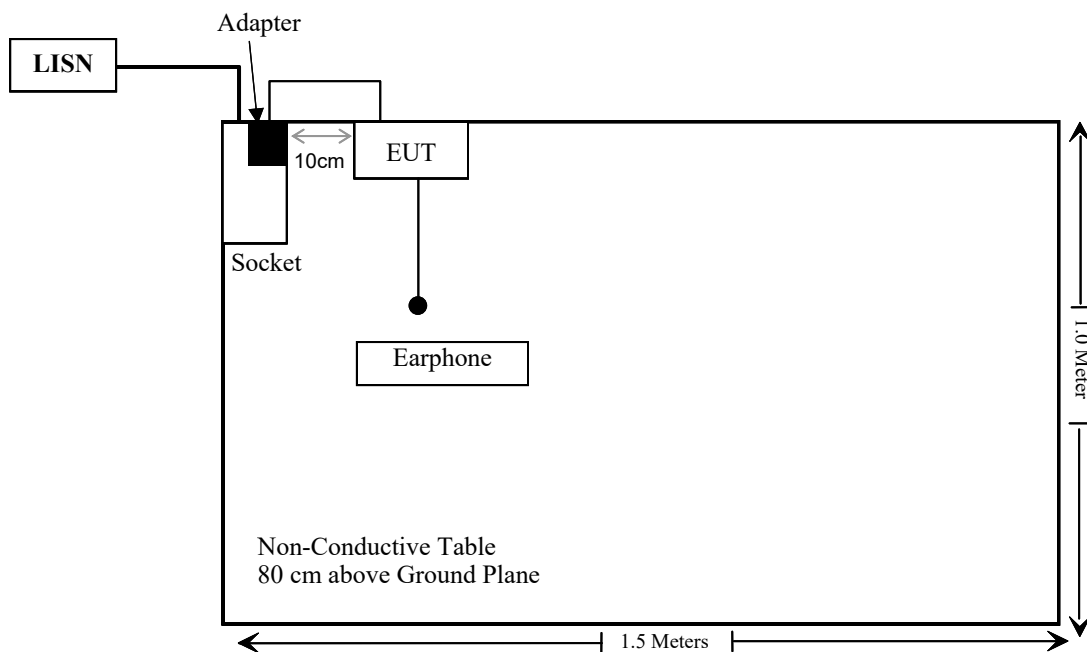 Adapter
LISN
EUT
10cm
Socket
Earphone
1.0 Meter
Non-Conductive Table
80 cm above Ground Plane
1.5 Meters